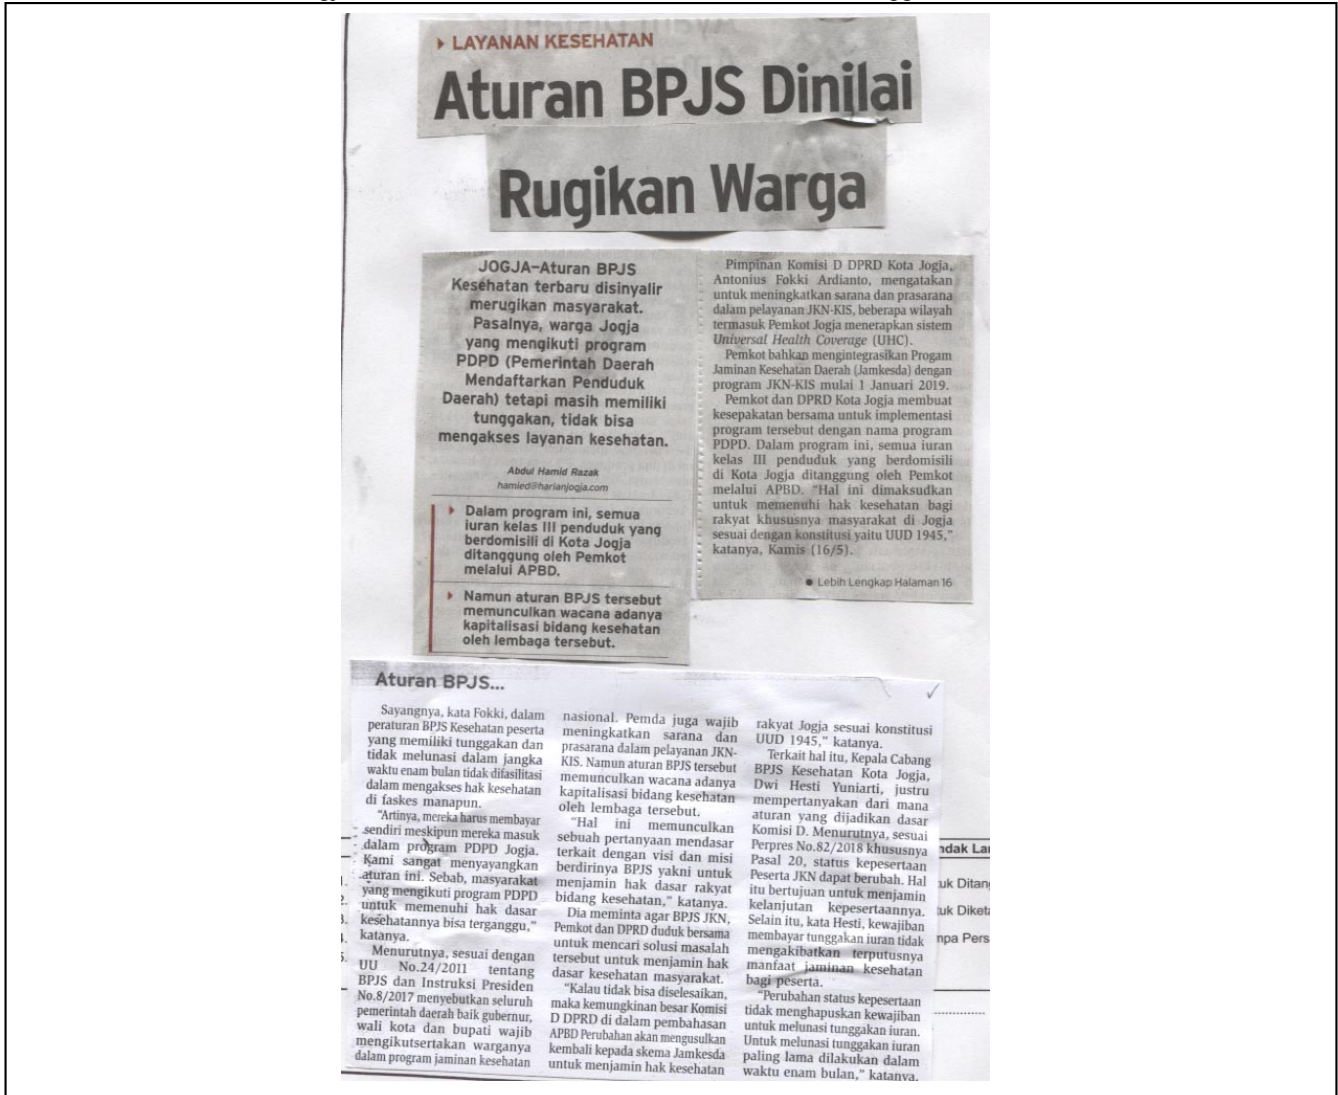 LAYANAN KESEHATAN
Aturan BPJS Dinilai
Rugikan Warga
JOGJA—Aturan BPJS
Kesehatan terbaru disinyalir
merugikan masyarakat.
Pasalnya, warga Jogja
yang mengikuti program
PDPD (Pemerintah Daerah
Mendaftarkan Penduduk
Daerah) tetapi masih memiliki
tunggakan, tidak bisa
mengakses layanan kesehatan.
Abdul Hamid Razak
hamied@harianjogja.com
Dalam program ini, semua
iuran kelas III penduduk yang
berdomisili di Kota Jogja
ditanggung oleh Pemkot
melalui APBD.
Namun aturan BPJS tersebut
memunculkan wacana adanya
kapitalisasi bidang kesehatan
oleh lembaga tersebut.
Pimpinan Komisi D DPRD Kota Jogja,
Antonius Fokki Ardianto, mengatakan
untuk meningkatkan sarana dan prasarana
dalam pelayanan JKN-KIS, beberapa wilayah
termasuk Pemkot Jogja menerapkan sistem
Universal Health Coverage (UHC).
Pemkot bahkan mengintegrasikan Progam
Jaminan Kesehatan Daerah (Jamkesda) dengan
program JKN-KIS mulai 1 Januari 2019.
Pemkot dan DPRD Kota Jogja membuat
kesepakatan bersama untuk implementasi
program tersebut dengan nama program
PDPD. Dalam program ini, semua iuran
kelas III penduduk yang berdomisili
di Kota Jogja ditanggung oleh Pemkot
melalui APBD. "Hal ini dimaksudkan
untuk memenuhi hak kesehatan bagi
rakyat khususnya masyarakat di Jogja
sesuai dengan konstitusi yaitu UUD 1945,"
katanya, Kamis (16/5).
Lebih Lengkap Halaman 16
Aturan BPJS...
Sayangnya, kata Fokki, dalam
peraturan BPJS Kesehatan peserta
yang memiliki tunggakan dan
tidak melunasi dalam jangka
waktu enam bulan tidak difasilitasi
dalam mengakses hak kesehatan
di faskes manapun.
"Artinya, mereka harus membayar
sendiri meskipun mereka masuk
dalam program PDPD Jogja.
Kami sangat menyayangkan
aturan ini. Sebab, masyarakat
yang mengikuti program PDPD
untuk memenuhi hak dasar
kesehatannya bisa terganggu,"
katanya.
Menurutnya, sesuai dengan
UU No.24/2011 tentang
BPJS dan Instruksi Presiden
No.8/2017 menyebutkan seluruh
pemerintah daerah baik gubernur,
wali kota dan bupati wajib
mengikutsertakan warganya
dalam program jaminan kesehatan
nasional. Pemda juga wajib
meningkatkan sarana dan
prasarana dalam pelayanan JKN-
KIS. Namun aturan BPJS tersebut
memunculkan wacana adanya
kapitalisasi bidang kesehatan
oleh lembaga tersebut.
"Hal ini memunculkan
sebuah pertanyaan mendasar
terkait dengan visi dan misi
berdirinya BPJS yakni untuk
menjamin hak dasar rakyat
bidang kesehatan," katanya.
Dia meminta agar BPJS JKN,
Pemkot dan DPRD duduk bersama
untuk mencari solusi masalah
tersebut untuk menjamin hak
dasar kesehatan masyarakat.
"Kalau tidak bisa diselesaikan,
maka kemungkinan besar Komisi
D DPRD di dalam pembahasan
APBD Perubahan akan mengusulkan
kembali kepada skema Jamkesda
untuk menjamin hak kesehatan
rakyat Jogja sesuai konstitusi
UUD 1945," katanya.
Terkait hal itu, Kepala Cabang
BPJS Kesehatan Kota Jogja,
Dwi Hesti Yuniarti, justru
mempertanyakan dari mana
aturan yang dijadikan dasar
Komisi D. Menurutnya, sesuai
Perpres No.82/2018 khususnya
Pasal 20, status kepesertaan
Peserta JKN dapat berubah. Hal
itu bertujuan untuk menjamin
kelanjutan kepesertaannya.
Selain itu, kata Hesti, kewajiban
membayar tunggakan iuran tidak
mengakibatkan terputusnya
manfaat jaminan kesehatan
bagi peserta.
"Perubahan status kepesertaan
tidak menghapuskan kewajiban
untuk melunasi tunggakan iuran.
Untuk melunasi tunggakan iuran
paling lama dilakukan dalam
waktu enam bulan," katanya.
ndak Lan
uk Ditang
uk Diketa
npa Pers